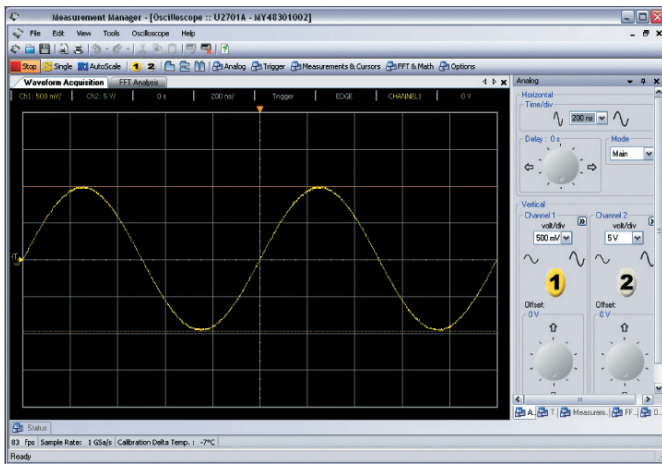 Measurement Manager - [Oscilloscope :: U2701A - MY48301002]
File Edit View Tools Oscilloscope Help
Stop Single AutoScale 1 2 Analog Trigger Measurements & Cursors FFT & Math Options
Waveform Acquisition FFT Analysis
Ch1: 500 mV/ Ch2: 5 V/ 0 s 200 ns/ Trigger EDGE CHANNEL1 0 V
Analog
Horizontal
Time/div
200 ns
Delay : 0 s
Mode
Main
Vertical
Channel 1
volt/div
500 mV
1
Offset
0 V
Channel 2
volt/div
5 V
2
Offset
0 V
A.. T.. Measurem.. FF..
Status
83 Fps Sample Rate: 1 GSa/s Calibration Delta Temp. : -7°C
Ready